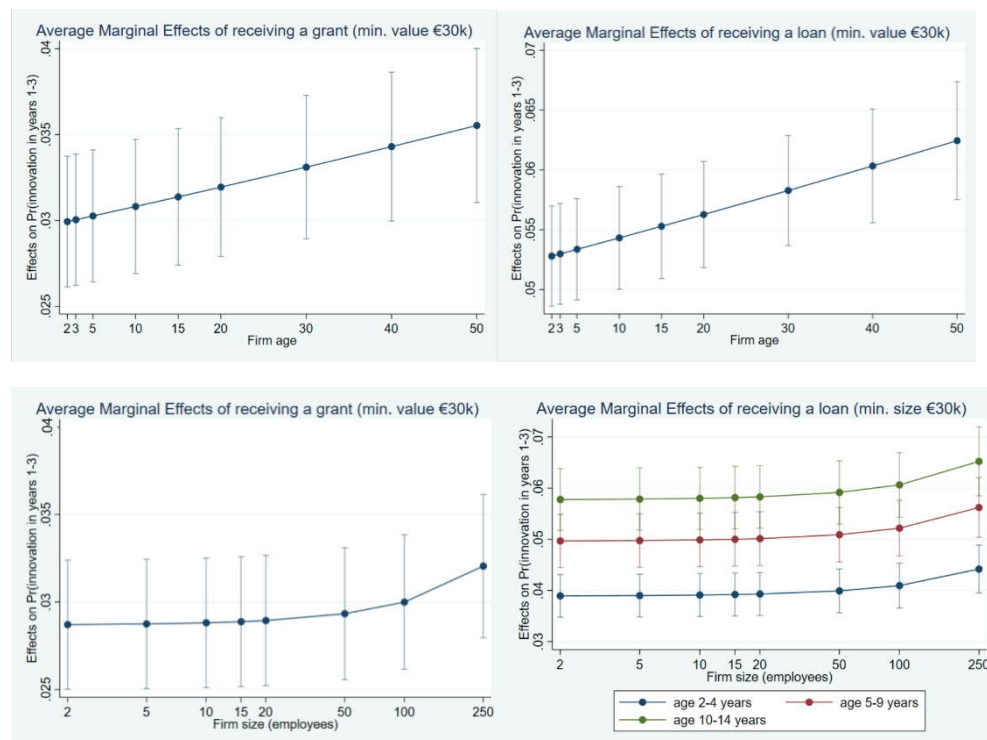 Average Marginal Effects of receiving a grant (min. value €30k)
Effects on Pr(innovation in years 1-3)
.04
.035
.03
.025
2 3 5 10 15 20 30 40 50
Firm age
Average Marginal Effects of receiving a loan (min. value €30k)
Effects on Pr(innovation in years 1-3)
.07
.065
.06
.055
.05
2 3 5 10 15 20 30 40 50
Firm age
Average Marginal Effects of receiving a grant (min. value €30k)
Effects on Pr(innovation in years 1-3)
.04
.035
.03
.025
2 5 10 15 20 50 100 250
Firm size (employees)
Average Marginal Effects of receiving a loan (min. size €30k)
Effects on Pr(innovation in years 1-3)
.07
.06
.05
.04
.03
2 5 10 15 20 50 100 250
Firm size (employees)
age 2-4 years age 5-9 years
age 10-14 years